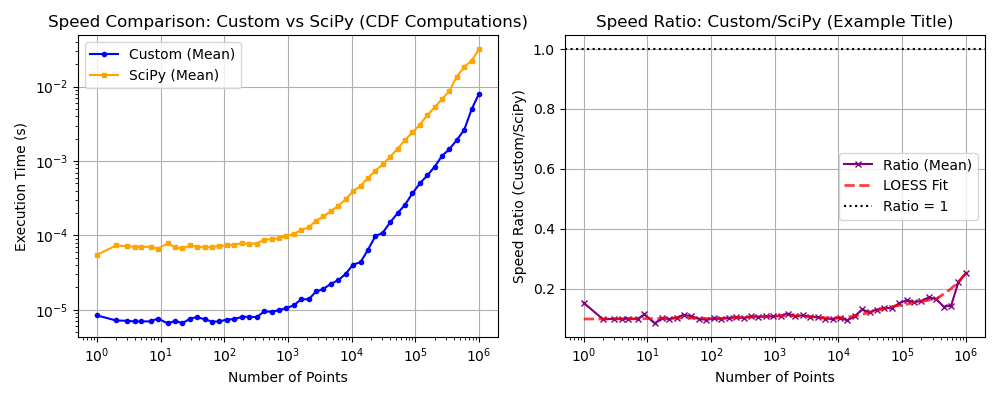 Speed Comparison: Custom vs SciPy (CDF Computations)
Custom (Mean)
SciPy (Mean)
Execution Time (s)
10⁻²
10⁻³
10⁻⁴
10⁻⁵
10⁰ 10¹ 10² 10³ 10⁴ 10⁵ 10⁶
Number of Points
Speed Ratio: Custom/SciPy (Example Title)
Speed Ratio (Custom/SciPy)
1.0
0.8
0.6
0.4
0.2
Ratio (Mean)
LOESS Fit
Ratio = 1
10⁰ 10¹ 10² 10³ 10⁴ 10⁵ 10⁶
Number of Points